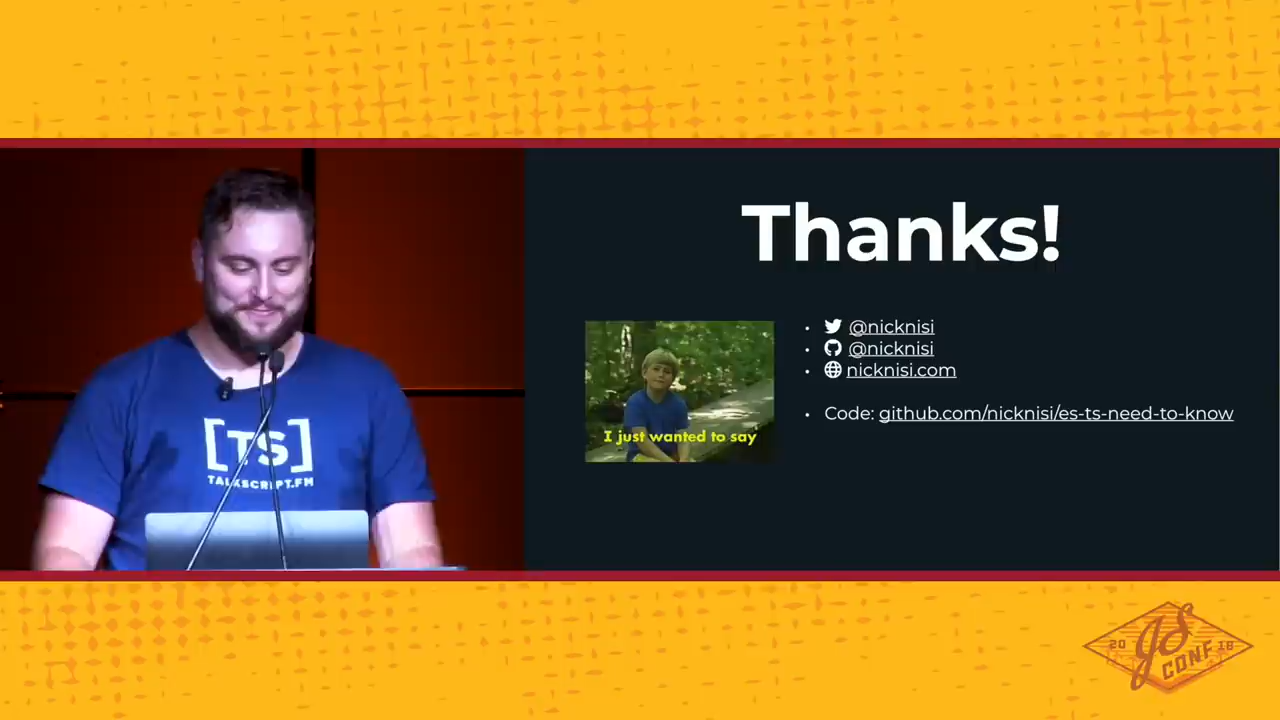 Thanks!
@nicknisi
@nicknisi
nicknisi.com
Code: github.com/nicknisi/es-ts-need-to-know
I just wanted to say
[TS]
TALKSCRIPT.FM
20 JS 18
CONF